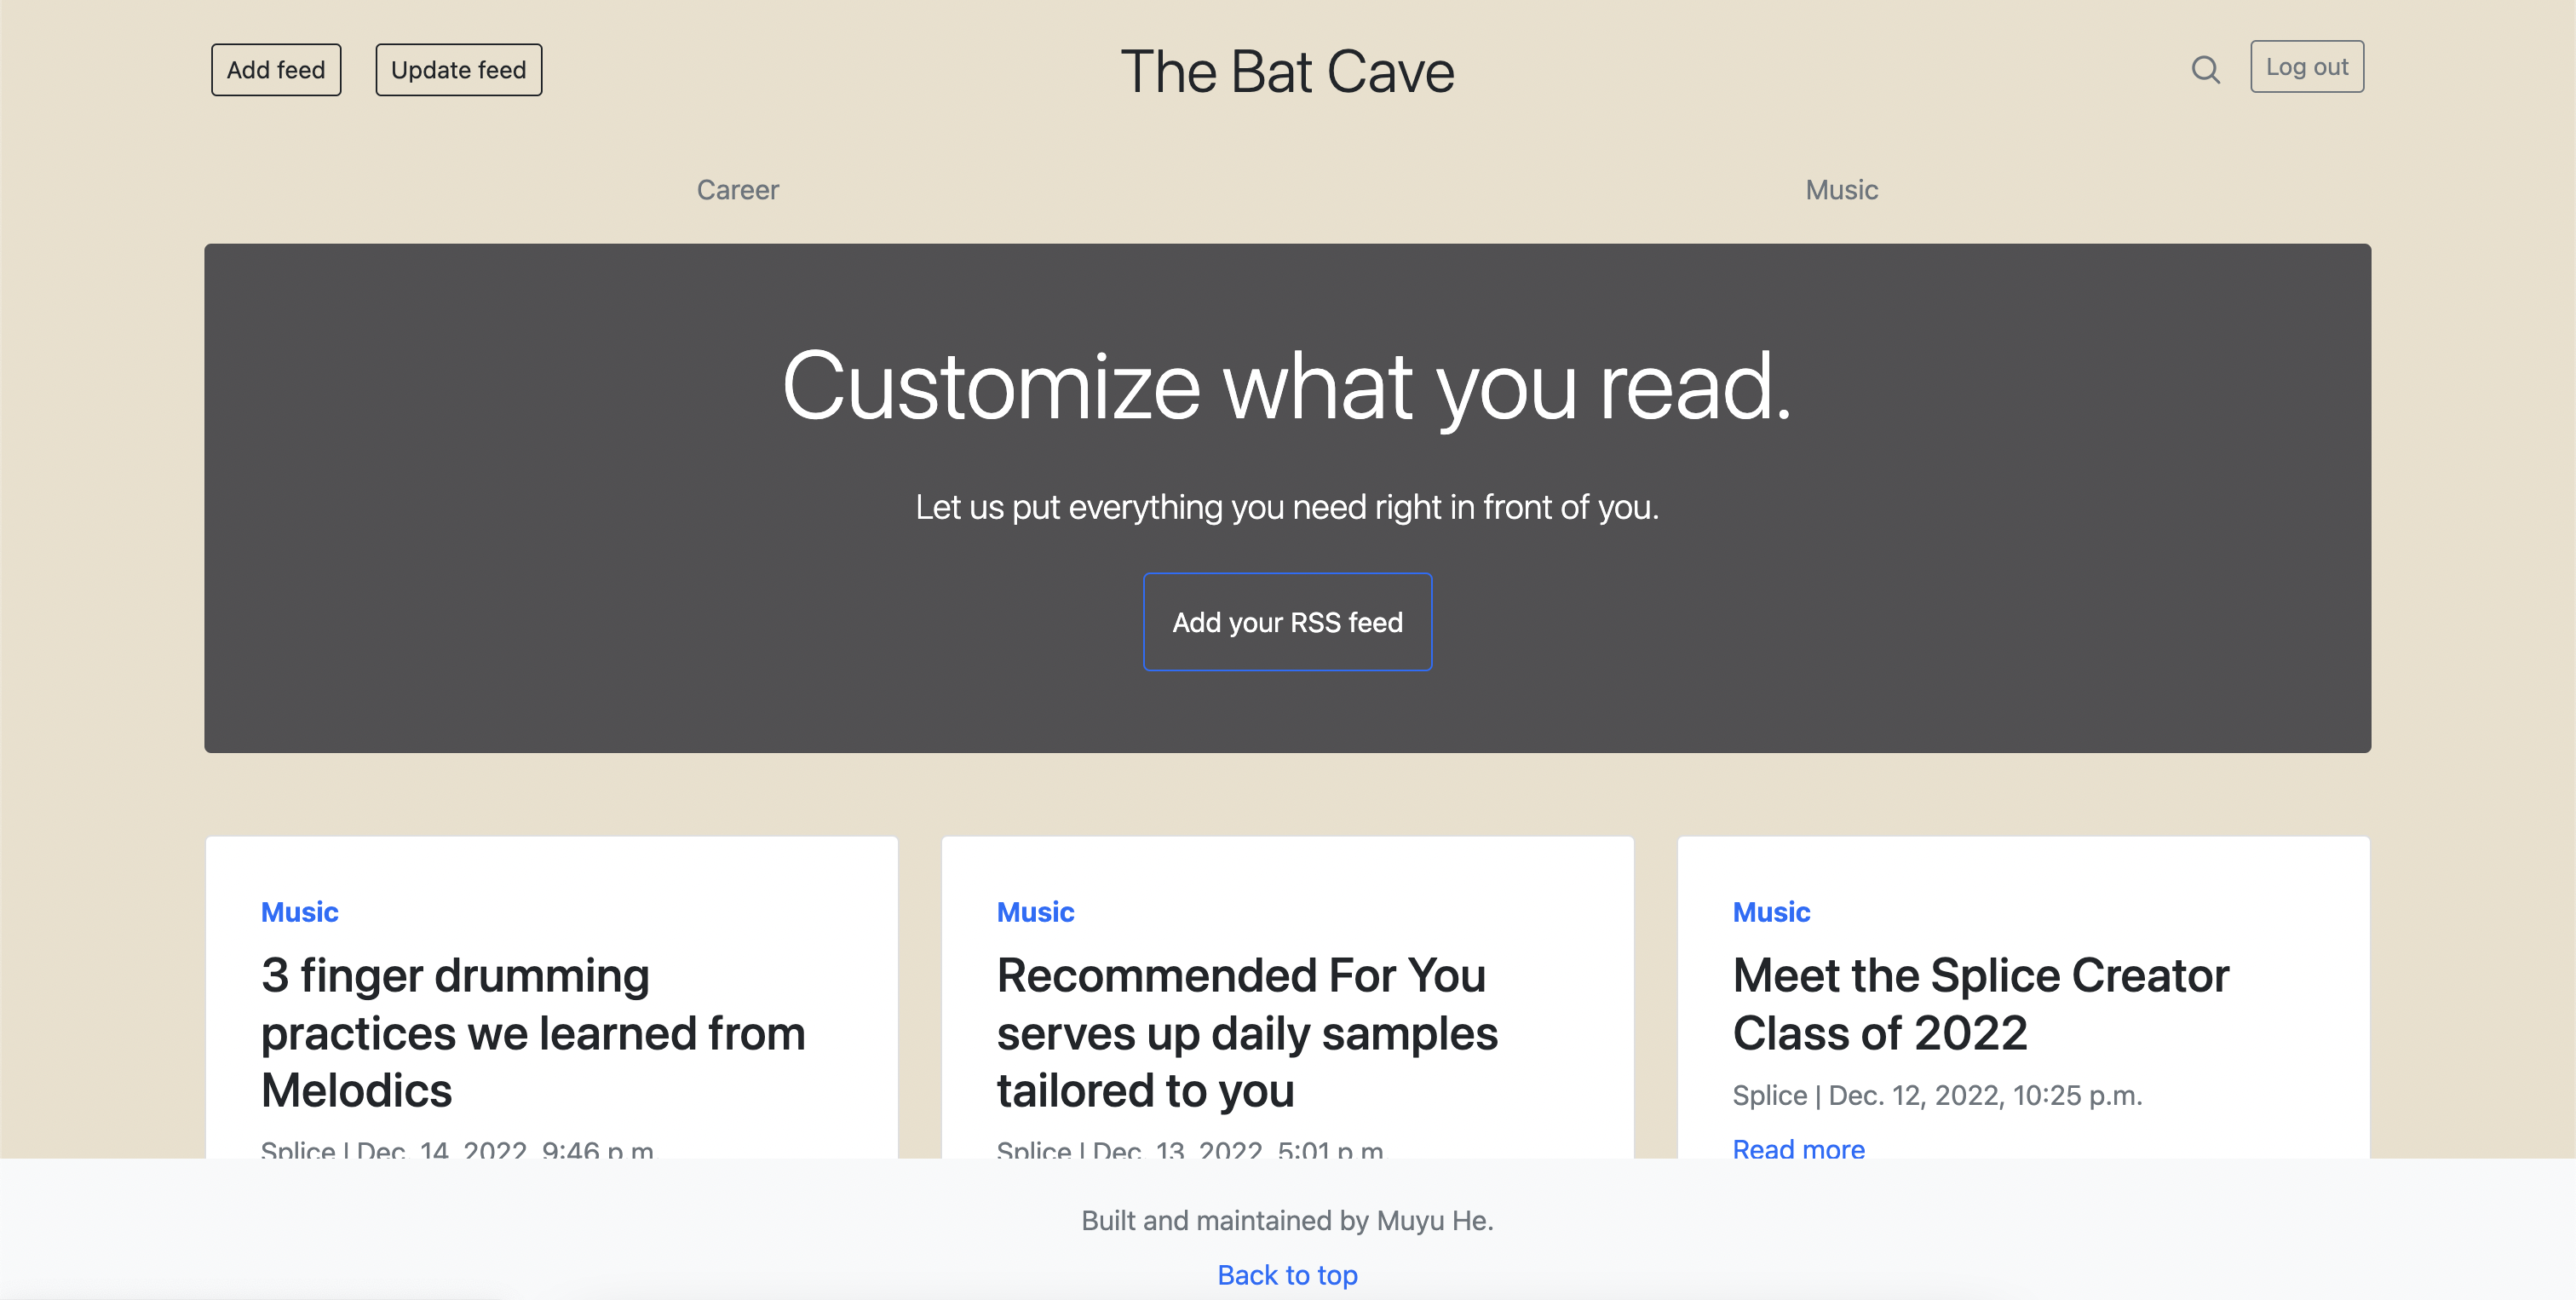 Add feed
Update feed
The Bat Cave
Log out
Career
Music
Customize what you read.
Let us put everything you need right in front of you.
Add your RSS feed
Music
3 finger drumming
practices we learned from
Melodics
Splice | Dec. 14, 2022, 9:46 p.m.
Music
Recommended For You
serves up daily samples
tailored to you
Splice | Dec. 13, 2022, 5:01 p.m.
Music
Meet the Splice Creator
Class of 2022
Splice | Dec. 12, 2022, 10:25 p.m.
Read more
Built and maintained by Muyu He.
Back to top